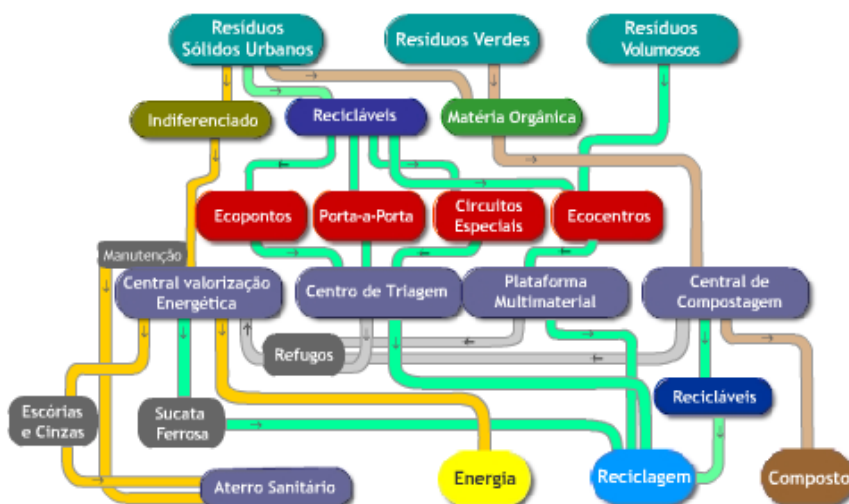 Resíduos
Sólidos Urbanos
Resíduos Verdes
Resíduos
Volumosos
Indiferenciado
Recicláveis
Matéria Orgânica
Ecopontos
Porta-a-Porta
Circuitos
Especiais
Ecocentros
Manutenção
Central valorização
Energética
Centro de Triagem
Plataforma
Multimaterial
Central de
Compostagem
Refugos
Recicláveis
Escórias
e Cinzas
Sucata
Ferrosa
Aterro Sanitário
Energia
Reciclagem
Composto